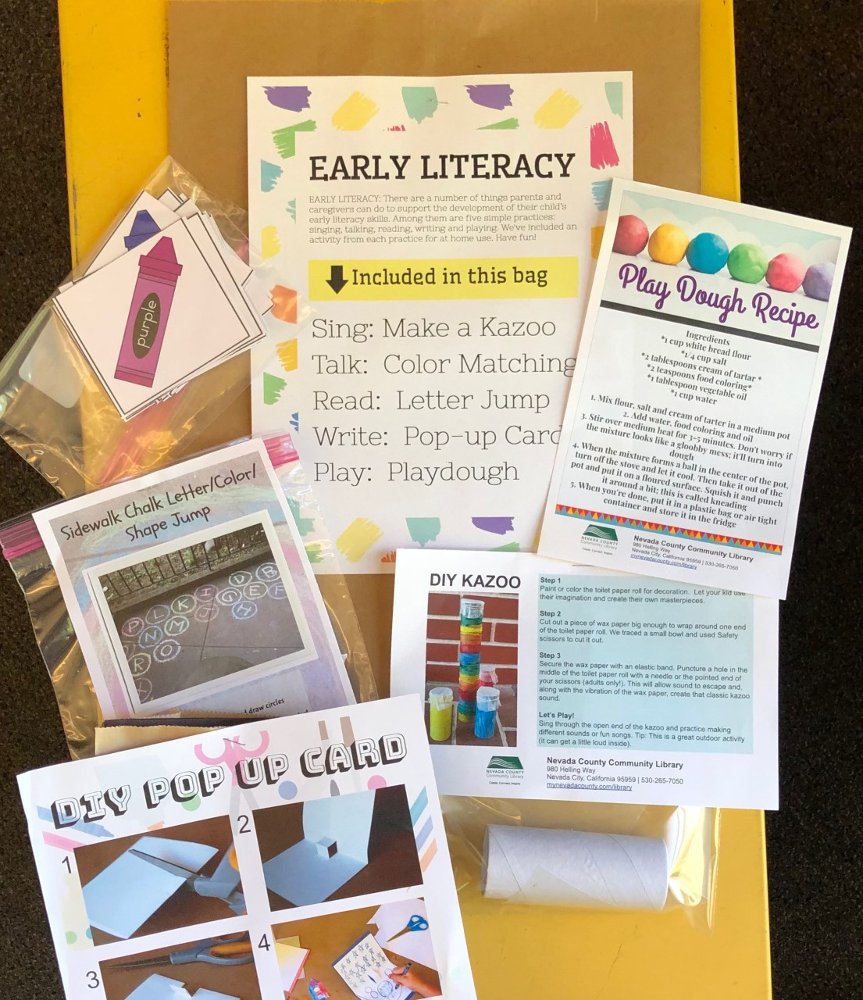 EARLY LITERACY
EARLY LITERACY: There are a number of things parents and
caregivers can do to support the development of their child's
early literacy skills. Among them are five simple practices:
singing, talking, reading, writing and playing. We've included an
activity from each practice for at home use. Have fun!
Included in this bag
Sing: Make a Kazoo
Talk: Color Matching
Read: Letter Jump
Write: Pop-up Card
Play: Playdough
purple
Play Dough Recipe
Ingredients
*1 cup white bread flour
*1/4 cup salt
*2 tablespoons cream of tartar *
*2 teaspoons food coloring*
*1 tablespoon vegetable oil
*1 cup water
1. Mix flour, salt and cream of tarter in a medium pot
2. Add water, food coloring and oil
3. Stir over medium heat for 3-5 minutes. Don't worry if
the mixture looks like a gloobby mess; it'll turn into
dough
4. When the mixture forms a ball in the center of the pot,
turn off the stove and let it cool. Then take it out of the
pot and put it on a floured surface. Squish it and punch
it around a bit; this is called kneading
5. When you're done, put it in a plastic bag or air tight
container and store it in the fridge
NEVADA COUNTY
Community Library
Create. Connect. Inspire.
Nevada County Community Library
980 Helling Way
Nevada City, California 95959 | 530-265-7050
mynevadacounty.com/library
Sidewalk Chalk Letter/Color/
Shape Jump
D B
P L K I G E F
N M S H
R O
X
draw circles
DIY KAZOO
Step 1
Paint or color the toilet paper roll for decoration. Let your kid use
their imagination and create their own masterpieces.
Step 2
Cut out a piece of wax paper big enough to wrap around one end
of the toilet paper roll. We traced a small bowl and used Safety
scissors to cut it out.
Step 3
Secure the wax paper with an elastic band. Puncture a hole in the
middle of the toilet paper roll with a needle or the pointed end of
your scissors (adults only!). This will allow sound to escape and,
along with the vibration of the wax paper, create that classic kazoo
sound.
Let's Play!
Sing through the open end of the kazoo and practice making
different sounds or fun songs. Tip: This is a great outdoor activity
(it can get a little loud inside).
NEVADA COUNTY
Community Library
Create. Connect. Inspire.
Nevada County Community Library
980 Helling Way
Nevada City, California 95959 | 530-265-7050
mynevadacounty.com/library
DIY POP UP CARD
1
2
3
4